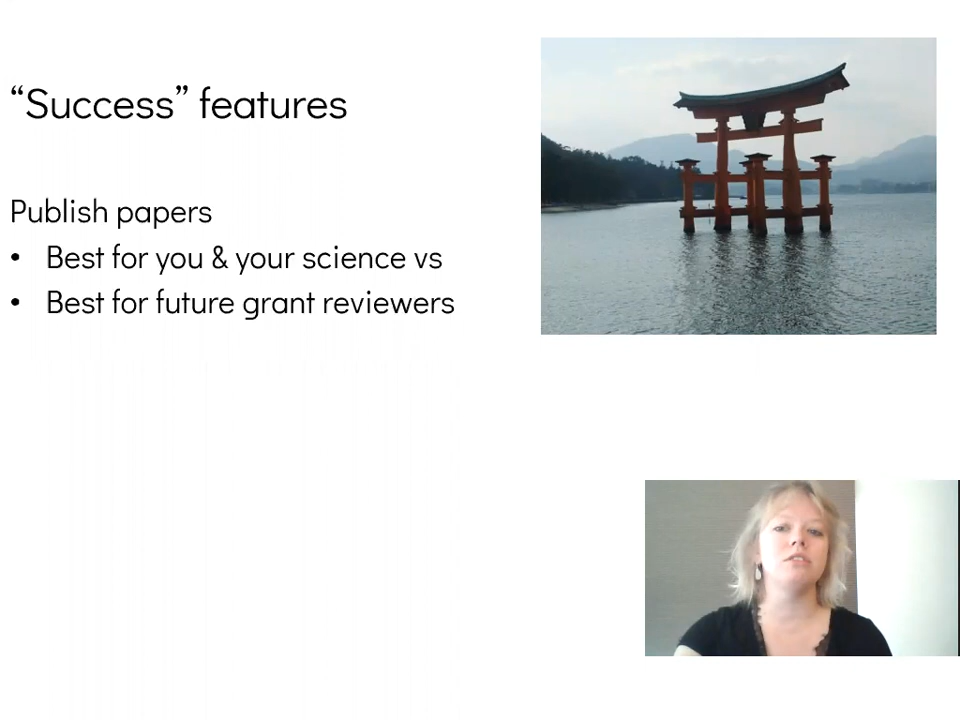 “Success” features
Publish papers
• Best for you & your science vs
• Best for future grant reviewers